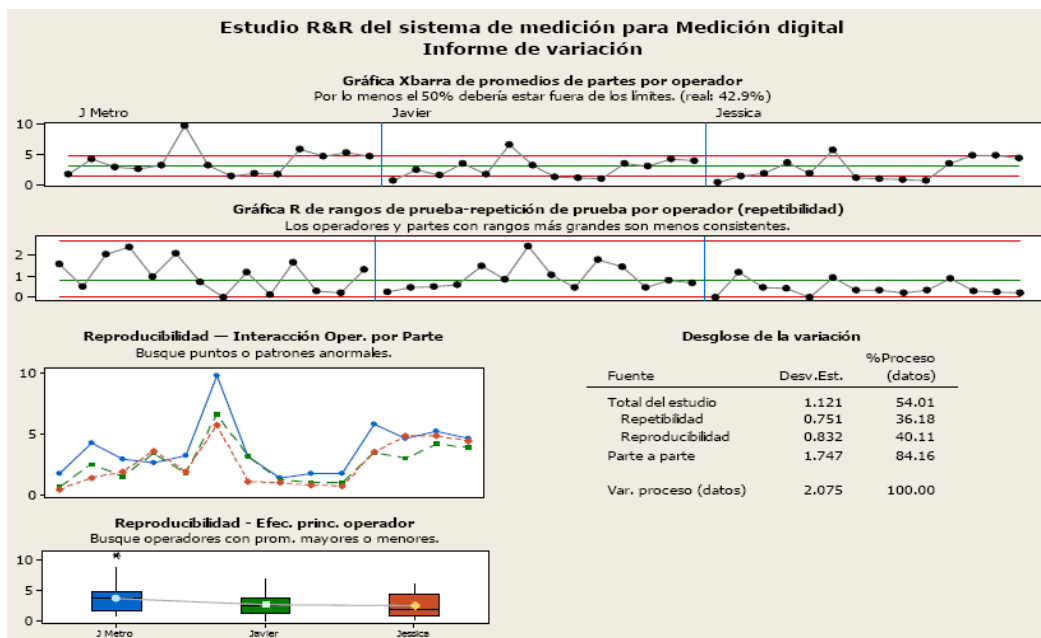 Estudio R&R del sistema de medición para Medición digital
Informe de variación
Gráfica Xbarra de promedios de partes por operador
Por lo menos el 50% debería estar fuera de los límites. (real: 42.9%)
J Metro Javier Jessica
10
5
0
Gráfica R de rangos de prueba-repetición de prueba por operador (repetibilidad)
Los operadores y partes con rangos más grandes son menos consistentes.
2
1
0
Reproducibilidad — Interacción Oper. por Parte
Busque puntos o patrones anormales.
10
5
0
Desglose de la variación
%Proceso
Fuente Desv.Est. (datos)
Total del estudio 1.121 54.01
Repetibilidad 0.751 36.18
Reproducibilidad 0.832 40.11
Parte a parte 1.747 84.16
Var. proceso (datos) 2.075 100.00
Reproducibilidad - Efec. princ. operador
Busque operadores con prom. mayores o menores.
10
5
0
J Metro Javier Jessica